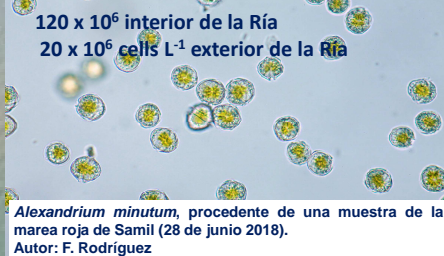 120 x 10⁶ interior de la Ría
20 x 10⁶ cells L⁻¹ exterior de la Ría
Alexandrium minutum, procedente de una muestra de la
marea roja de Samil (28 de junio 2018).
Autor: F. Rodríguez